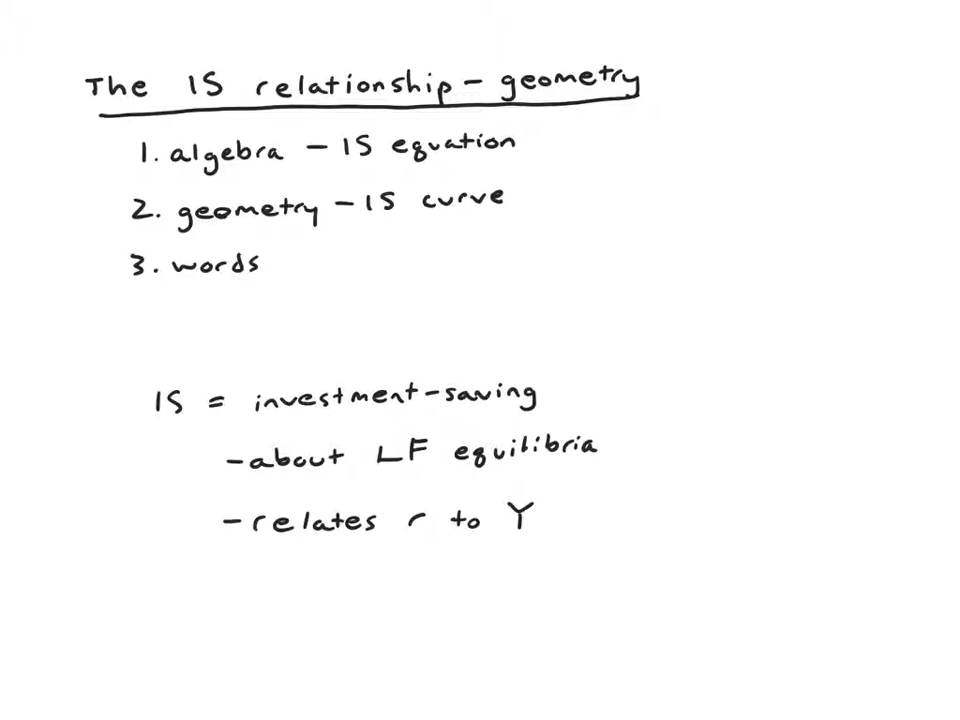 The IS relationship - geometry
1. algebra - IS equation
2. geometry - IS curve
3. words
IS = investment-saving
- about LF equilibria
- relates r to Y